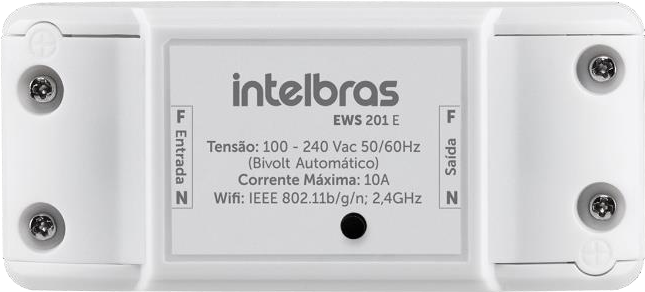 intelbras
EWS 201 E
F Entrada N
Tensão: 100 - 240 Vac 50/60Hz
(Bivolt Automático)
Corrente Máxima: 10A
Wifi: IEEE 802.11b/g/n; 2,4GHz
F Saída N